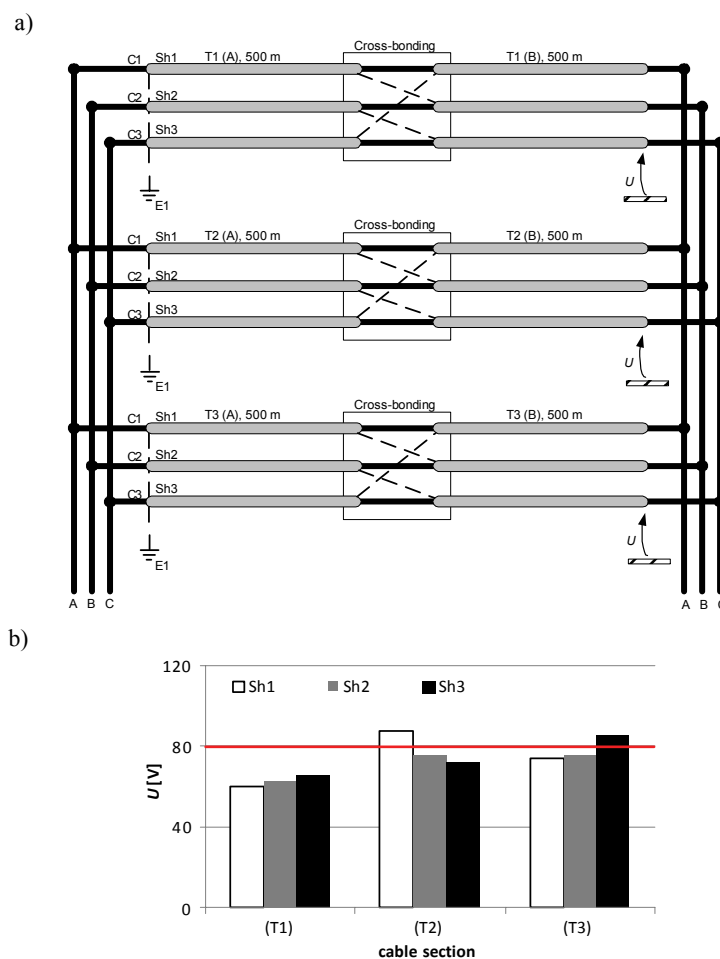 a)
Cross-bonding
C1 Sh1 T1 (A), 500 m T1 (B), 500 m
C2 Sh2
C3 Sh3
U
E1
Cross-bonding
C1 Sh1 T2 (A), 500 m T2 (B), 500 m
C2 Sh2
C3 Sh3
U
E1
Cross-bonding
C1 Sh1 T3 (A), 500 m T3 (B), 500 m
C2 Sh2
C3 Sh3
U
E1
A B C A B C
b)
120
Sh1 Sh2 Sh3
80
U [V]
40
0
(T1) (T2) (T3)
cable section